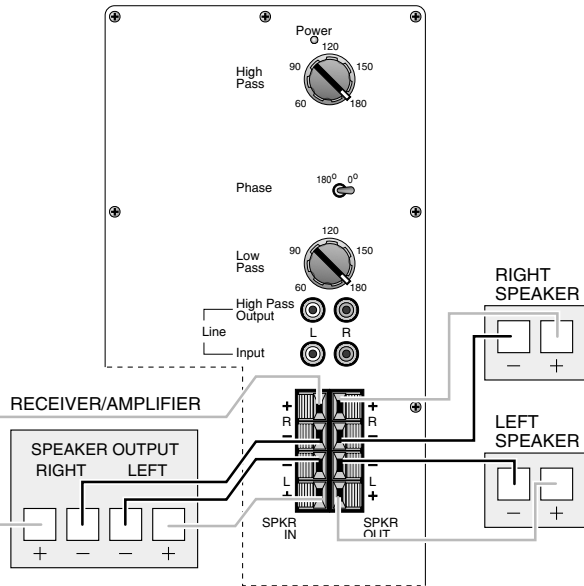 Power
120
High
Pass
90
150
60
180
Phase
180° 0°
120
Low
Pass
90
150
60
180
High Pass
Output
Line
L R
Input
RIGHT
SPEAKER
− +
RECEIVER/AMPLIFIER
SPEAKER OUTPUT
RIGHT LEFT
+ − − +
+
R
−
−
L
+
+
R
−
−
L
+
SPKR
IN
SPKR
OUT
LEFT
SPEAKER
− +